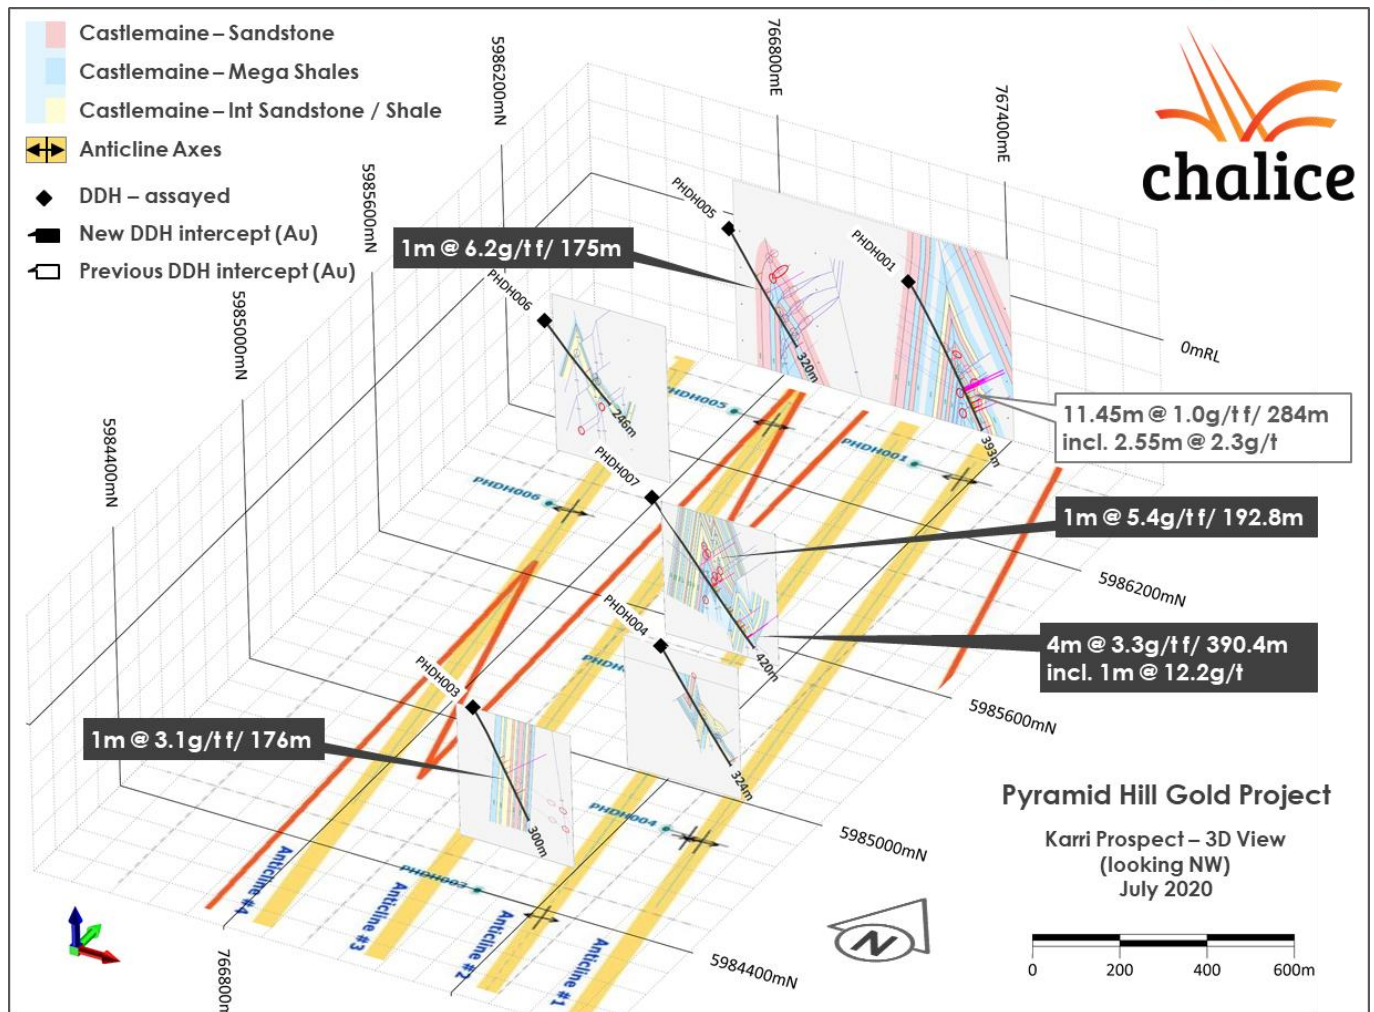 Castlemaine – Sandstone
Castlemaine – Mega Shales
Castlemaine – Int Sandstone / Shale
Anticline Axes
DDH – assayed
New DDH intercept (Au)
Previous DDH intercept (Au)
5986200mN
766800mE
767400mE
5985600mN
5985000mN
5984400mN
chalice
PHDH005
PHDH001
PHDH006
1m @ 6.2g/t f/ 175m
0mRL
320m
246m
393m
11.45m @ 1.0g/t f/ 284m
incl. 2.55m @ 2.3g/t
PHDH005
PHDH001
PHDH006
PHDH007
1m @ 5.4g/t f/ 192.8m
5986200mN
PHDH004
420m
4m @ 3.3g/t f/ 390.4m
incl. 1m @ 12.2g/t
5985600mN
PHDH003
324m
1m @ 3.1g/t f/ 176m
300m
PHDH004
5985000mN
PHDH003
Pyramid Hill Gold Project
Karri Prospect – 3D View
(looking NW)
July 2020
Anticline #4
Anticline #3
Anticline #2
Anticline #1
766800m
5984400mN
N
0 200 400 600m